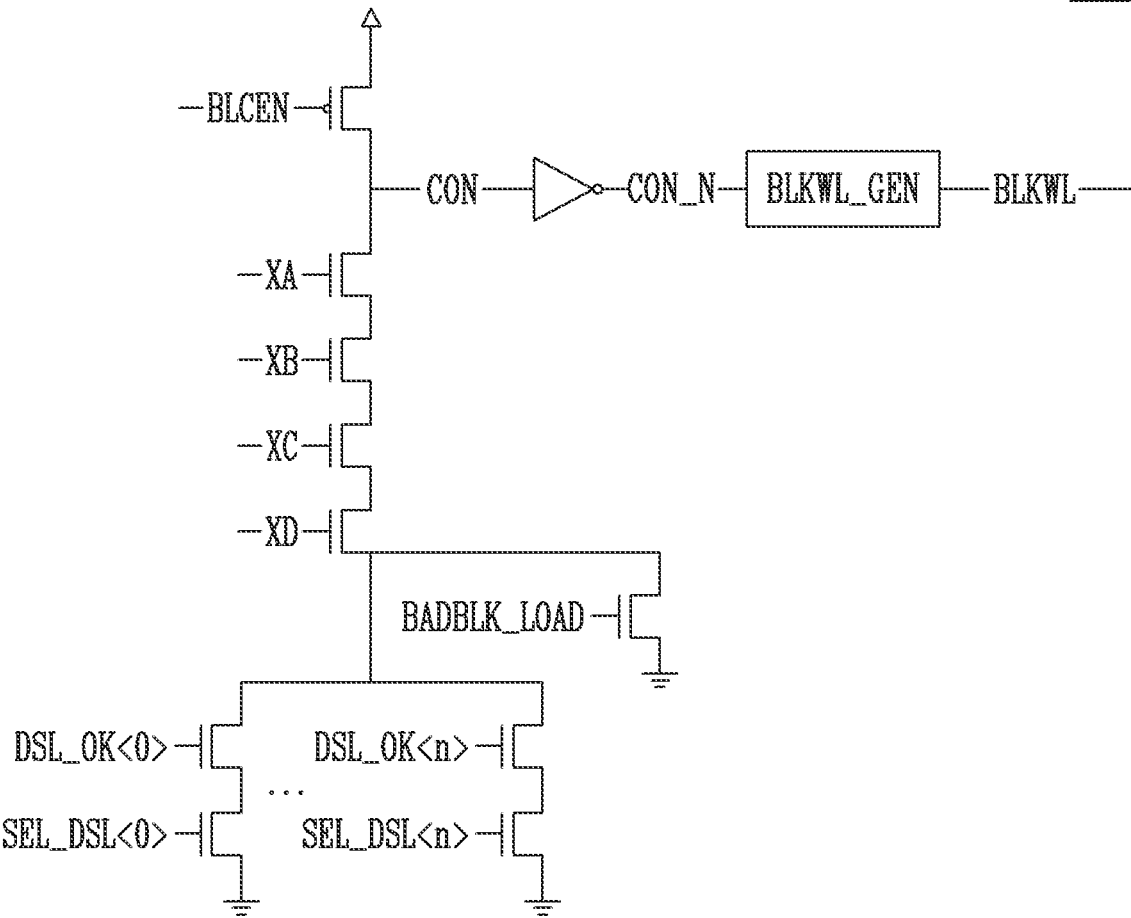 BLCEN
CON CON_N BLKWL_GEN BLKWL
XA
XB
XC
XD
BADBLK_LOAD
DSL_OK<0> DSL_OK<n>
...
SEL_DSL<0> SEL_DSL<n>